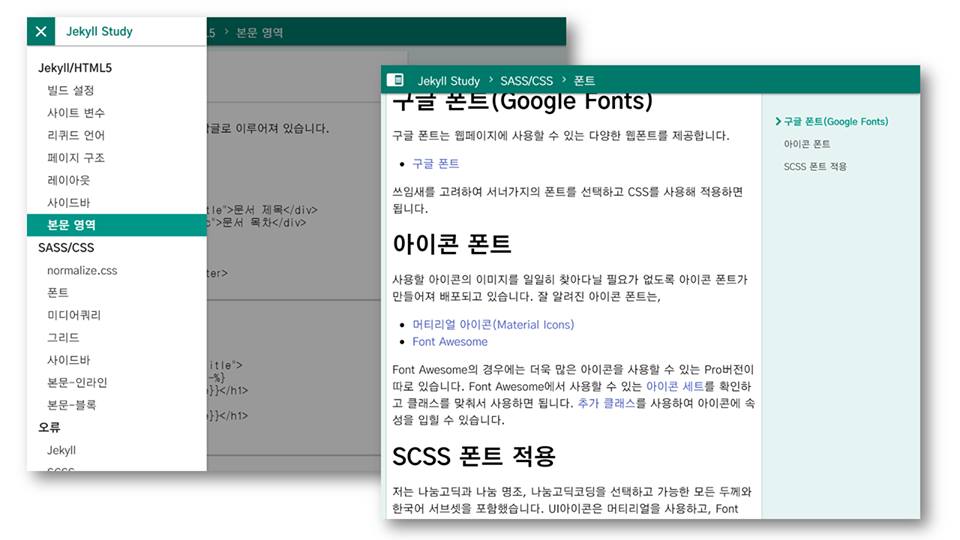 Jekyll Study
.5 > 본문 영역
Jekyll/HTML5
빌드 설정
사이트 변수
리퀴드 언어
페이지 구조
레이아웃
사이드바
본문 영역
SASS/CSS
normalize.css
폰트
미디어쿼리
그리드
사이드바
본문-인라인
본문-블록
오류
Jekyll
SCSS
글로 이루어져 있습니다.
tle">문서 제목</div>
">문서 목차</div>
ter>
itle">
-%}
}}</h1>
}}</h1>
Jekyll Study > SASS/CSS > 폰트
구글 폰트(Google Fonts)
구글 폰트는 웹페이지에 사용할 수 있는 다양한 웹폰트를 제공합니다.
• 구글 폰트
쓰임새를 고려하여 서너가지의 폰트를 선택하고 CSS를 사용해 적용하면
됩니다.
아이콘 폰트
사용할 아이콘의 이미지를 일일히 찾아다닐 필요가 없도록 아이콘 폰트가
만들어져 배포되고 있습니다. 잘 알려진 아이콘 폰트는,
• 머티리얼 아이콘(Material Icons)
• Font Awesome
Font Awesome의 경우에는 더욱 많은 아이콘을 사용할 수 있는 Pro버전이
따로 있습니다. Font Awesome에서 사용할 수 있는 아이콘 세트를 확인하
고 클래스를 맞춰서 사용하면 됩니다. 추가 클래스를 사용하여 아이콘에 속
성을 입힐 수 있습니다.
SCSS 폰트 적용
저는 나눔고딕과 나눔 명조, 나눔고딕코딩을 선택하고 가능한 모든 두께와
한국어 서브셋을 포함했습니다. UI아이콘은 머티리얼을 사용하고, Font
> 구글 폰트(Google Fonts)
아이콘 폰트
SCSS 폰트 적용